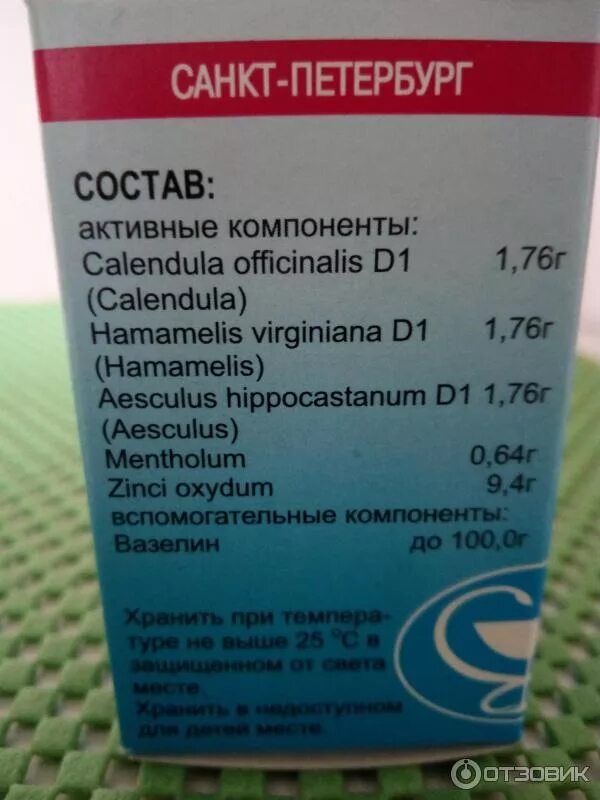 САНКТ-ПЕТЕРБУРГ
СОСТАВ:
активные компоненты:
Calendula officinalis D1 1,76г
(Calendula)
Hamamelis virginiana D1 1,76г
(Hamamelis)
Aesculus hippocastanum D1 1,76г
(Aesculus)
Mentholum 0,64г
Zinci oxydum 9,4г
вспомогательные компоненты:
Вазелин до 100,0г
Хранить при темпера-
туре не выше 25 °С в
защищенном от света
месте.
Хранить в недоступном
для детей месте.
ОТЗОВИК